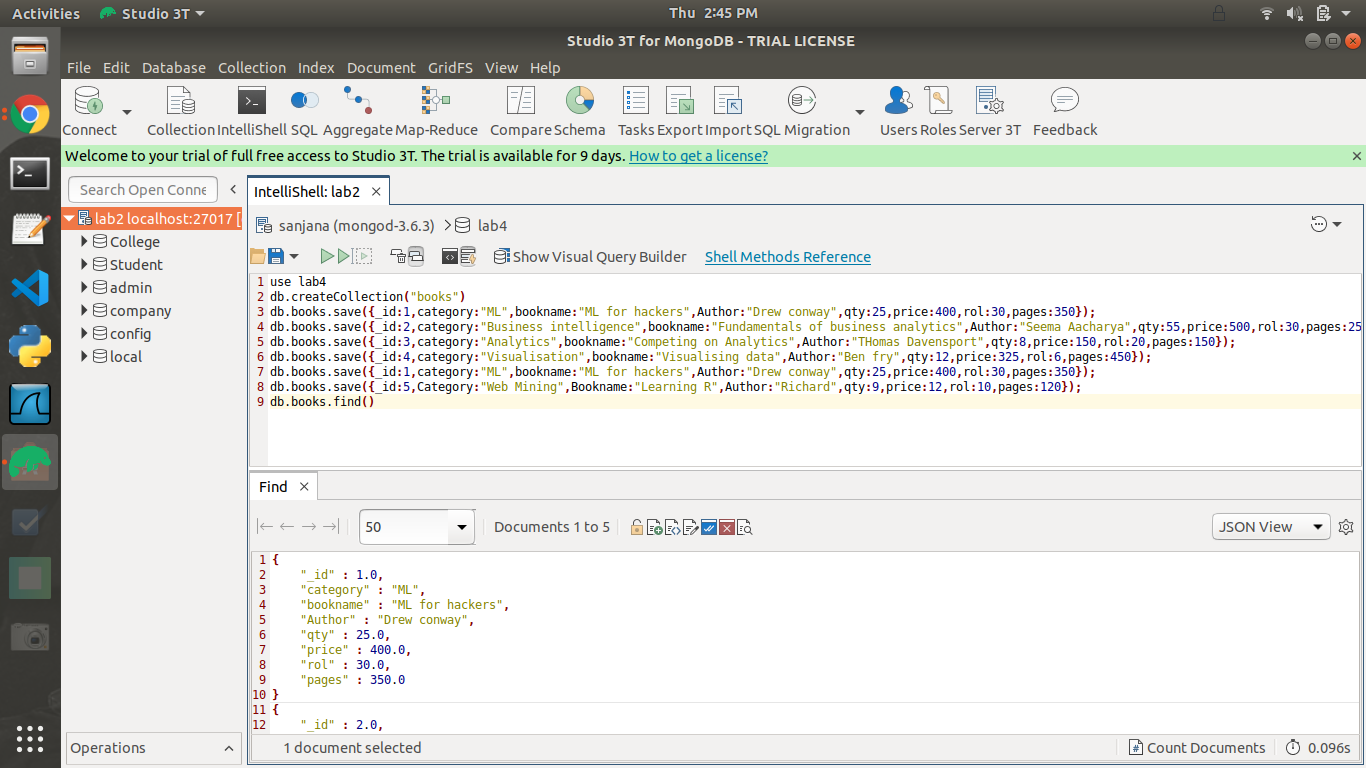 Activities Studio 3T Thu 2:45 PM
Studio 3T for MongoDB - TRIAL LICENSE
File Edit Database Collection Index Document GridFS View Help
Connect Collection IntelliShell SQL Aggregate Map-Reduce Compare Schema Tasks Export Import SQL Migration Users Roles Server 3T Feedback
Welcome to your trial of full free access to Studio 3T. The trial is available for 9 days. How to get a license?
Search Open Conne
IntelliShell: lab2
lab2 localhost:27017 [
College
Student
admin
company
config
local
sanjana (mongod-3.6.3) lab4
Show Visual Query Builder Shell Methods Reference
1 use lab4
2 db.createCollection("books")
3 db.books.save({_id:1,category:"ML",bookname:"ML for hackers",Author:"Drew conway",qty:25,price:400,rol:30,pages:350});
4 db.books.save({_id:2,category:"Business intelligence",bookname:"Fundamentals of business analytics",Author:"Seema Aacharya",qty:55,price:500,rol:30,pages:25
5 db.books.save({_id:3,category:"Analytics",bookname:"Competing on Analytics",Author:"THomas Davensport",qty:8,price:150,rol:20,pages:150});
6 db.books.save({_id:4,category:"Visualisation",bookname:"Visualising data",Author:"Ben fry",qty:12,price:325,rol:6,pages:450});
7 db.books.save({_id:1,category:"ML",bookname:"ML for hackers",Author:"Drew conway",qty:25,price:400,rol:30,pages:350});
8 db.books.save({_id:5,Category:"Web Mining",Bookname:"Learning R",Author:"Richard",qty:9,price:12,rol:10,pages:120});
9 db.books.find()
Find
50 Documents 1 to 5 JSON View
1 {
2 "_id" : 1.0,
3 "category" : "ML",
4 "bookname" : "ML for hackers",
5 "Author" : "Drew conway",
6 "qty" : 25.0,
7 "price" : 400.0,
8 "rol" : 30.0,
9 "pages" : 350.0
10 }
11 {
12 "_id" : 2.0,
Operations
1 document selected Count Documents 0.096s